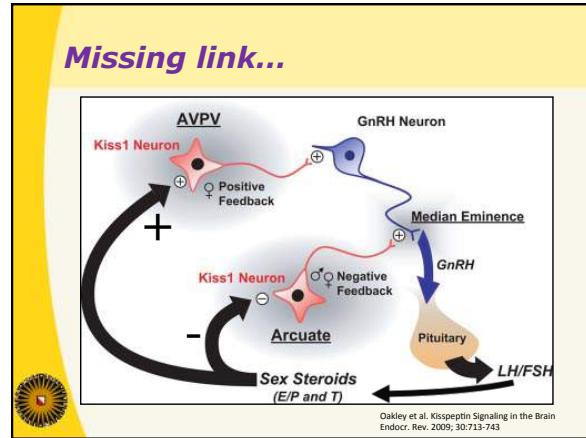 Missing link...
AVPV
GnRH Neuron
Kiss1 Neuron
⊕
⊕
♀ Positive
Feedback
+
Median Eminence
⊕
GnRH
Kiss1 Neuron
♂♀ Negative
Feedback
⊖
Arcuate
-
Pituitary
LH/FSH
Sex Steroids
(E/P and T)
Oakley et al. Kisspeptin Signaling in the Brain
Endocr. Rev. 2009; 30:713-743